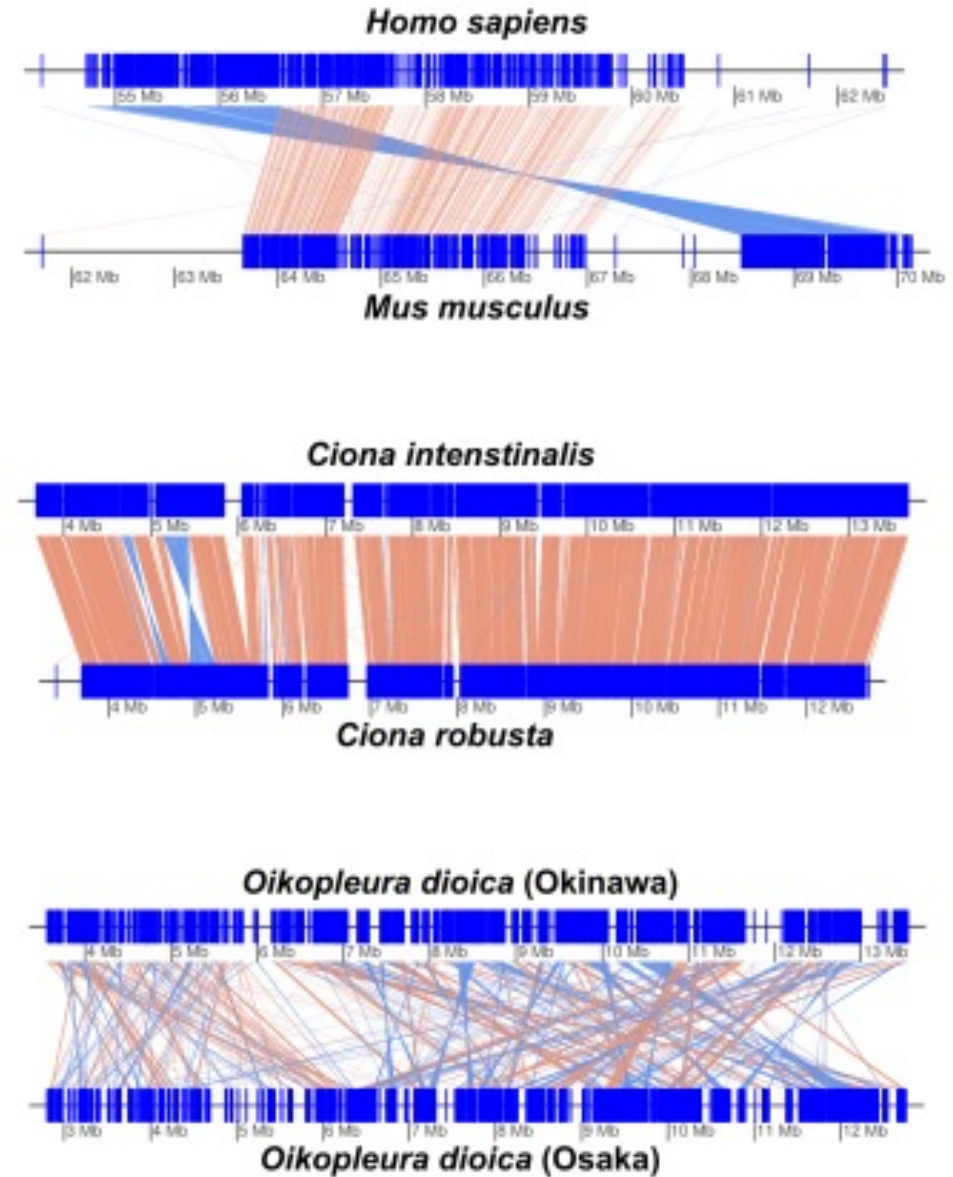 Homo sapiens
55 Mb 56 Mb 57 Mb 58 Mb 59 Mb 60 Mb 61 Mb 62 Mb
62 Mb 63 Mb 64 Mb 65 Mb 66 Mb 67 Mb 68 Mb 69 Mb 70 Mb
Mus musculus
Ciona intenstinalis
4 Mb 5 Mb 6 Mb 7 Mb 8 Mb 9 Mb 10 Mb 11 Mb 12 Mb 13 Mb
4 Mb 5 Mb 6 Mb 7 Mb 8 Mb 9 Mb 10 Mb 11 Mb 12 Mb
Ciona robusta
Oikopleura dioica (Okinawa)
4 Mb 5 Mb 6 Mb 7 Mb 8 Mb 9 Mb 10 Mb 11 Mb 12 Mb 13 Mb
3 Mb 4 Mb 5 Mb 6 Mb 7 Mb 8 Mb 9 Mb 10 Mb 11 Mb 12 Mb
Oikopleura dioica (Osaka)